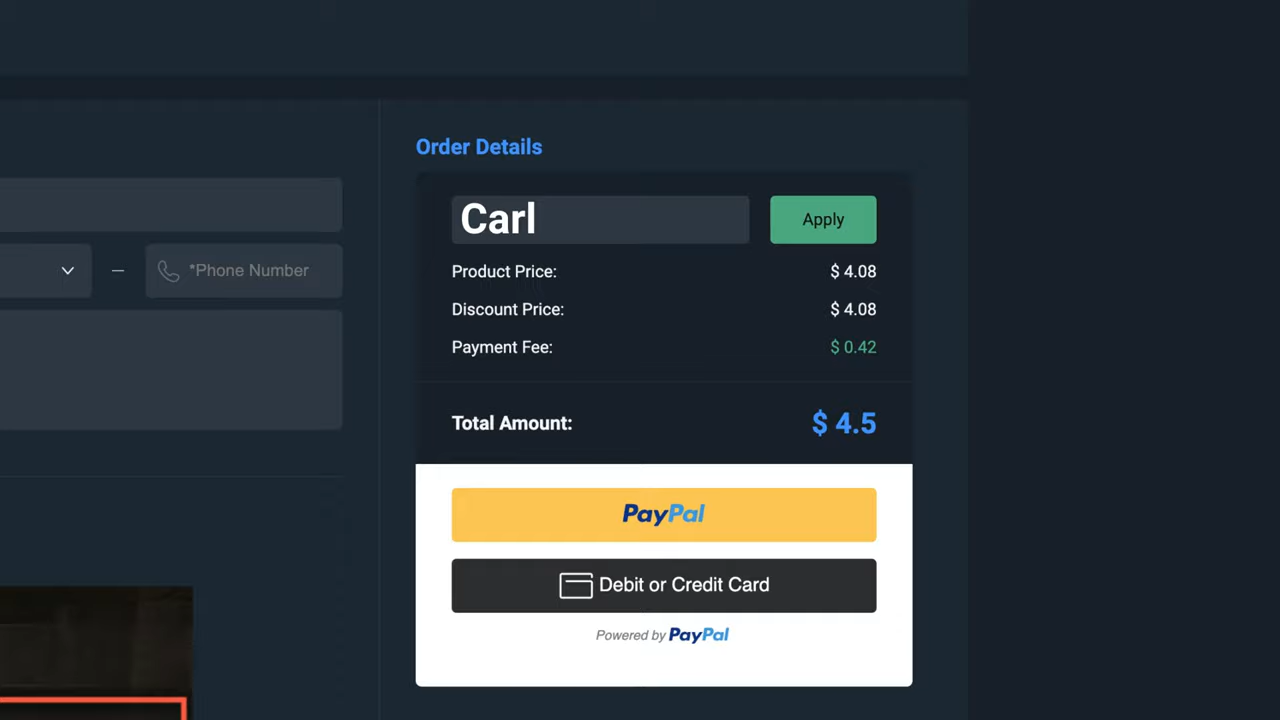 Order Details
Carl
Apply
*Phone Number
Product Price: $ 4.08
Discount Price: $ 4.08
Payment Fee: $ 0.42
Total Amount: $ 4.5
PayPal
Debit or Credit Card
Powered by PayPal